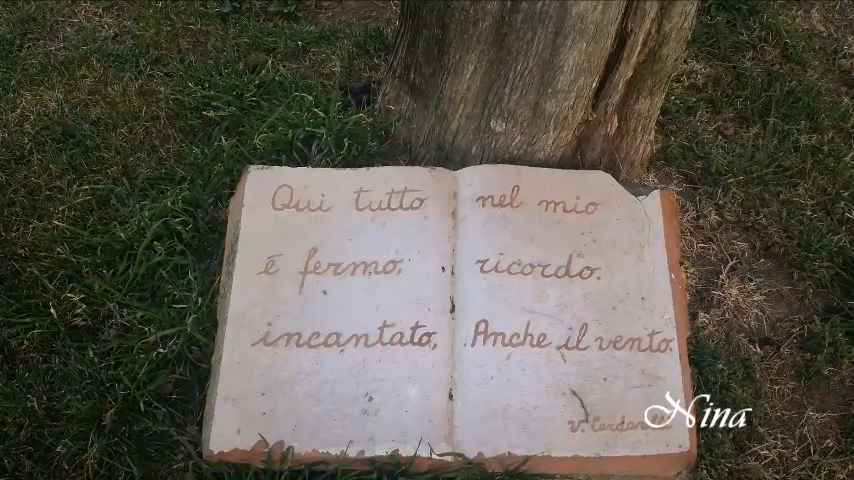 Qui tutto
é fermo,
incantato,
nel mio
ricordo.
Anche il vento.
Nina